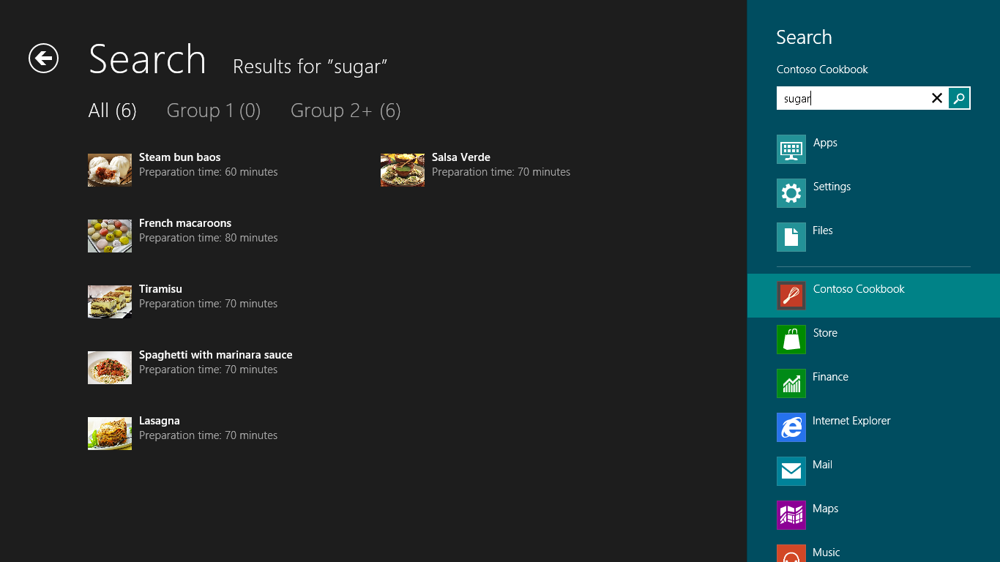 Search Results for “sugar”
All (6) Group 1 (0) Group 2+ (6)
Steam bun baos
Preparation time: 60 minutes
French macaroons
Preparation time: 80 minutes
Tiramisu
Preparation time: 70 minutes
Spaghetti with marinara sauce
Preparation time: 70 minutes
Lasagna
Preparation time: 70 minutes
Salsa Verde
Preparation time: 70 minutes
Search
Contoso Cookbook
sugar
Apps
Settings
Files
Contoso Cookbook
Store
Finance
Internet Explorer
Mail
Maps
Music